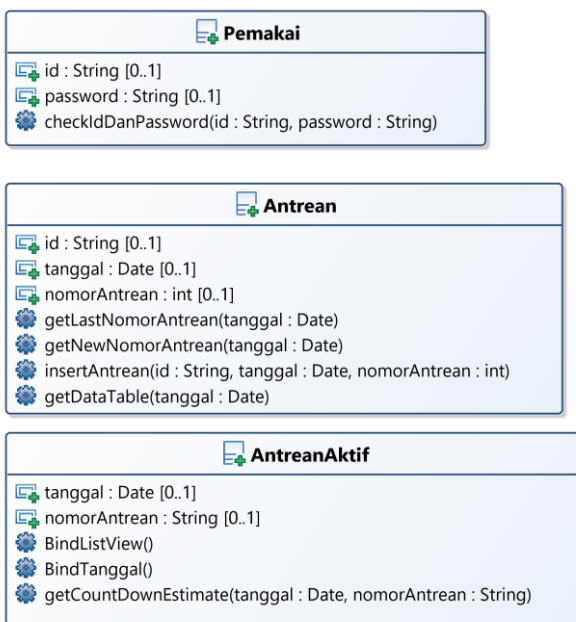 Pemakai
id : String [0..1]
password : String [0..1]
checkIdDanPassword(id : String, password : String)
Antrean
id : String [0..1]
tanggal : Date [0..1]
nomorAntrean : int [0..1]
getLastNomorAntrean(tanggal : Date)
getNewNomorAntrean(tanggal : Date)
insertAntrean(id : String, tanggal : Date, nomorAntrean : int)
getDataTable(tanggal : Date)
AntreanAktif
tanggal : Date [0..1]
nomorAntrean : String [0..1]
BindListView()
BindTanggal()
getCountDownEstimate(tanggal : Date, nomorAntrean : String)